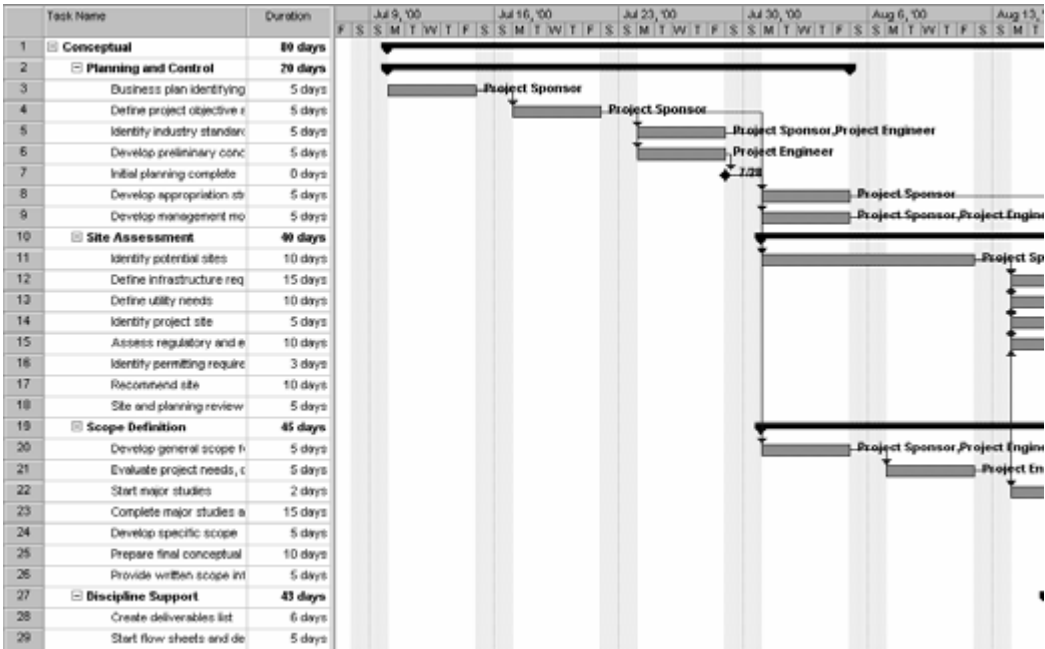 Task Name Duration Jul 9, '00 Jul 16, '00 Jul 23, '00 Jul 30, '00 Aug 6, '00 Aug 13, '
F S S M T W T F S S M T W T F S S M T W T F S S M T W T F S S M T W T F S S M T
1 Conceptual 80 days
2 Planning and Control 20 days
3 Business plan identifying 5 days Project Sponsor
4 Define project objective a 5 days Project Sponsor
5 Identify industry standard 5 days Project Sponsor,Project Engineer
6 Develop preliminary conc 5 days Project Engineer
7 Initial planning complete 0 days 7/28
8 Develop appropriation str 5 days Project Sponsor
9 Develop management mo 5 days Project Sponsor,Project Engine
10 Site Assessment 40 days
11 Identify potential sites 10 days Project Sp
12 Define infrastructure req 15 days
13 Define utility needs 10 days
14 Identify project site 5 days
15 Assess regulatory and e 10 days
16 Identify permitting require 3 days
17 Recommend site 10 days
18 Site and planning review 5 days
19 Scope Definition 45 days
20 Develop general scope f 5 days Project Sponsor,Project Engine
21 Evaluate project needs, c 5 days Project En
22 Start major studies 2 days
23 Complete major studies a 15 days
24 Develop specific scope 5 days
25 Prepare final conceptual 10 days
26 Provide written scope int 5 days
27 Discipline Support 43 days
28 Create deliverables list 6 days
29 Start flow sheets and de 5 days